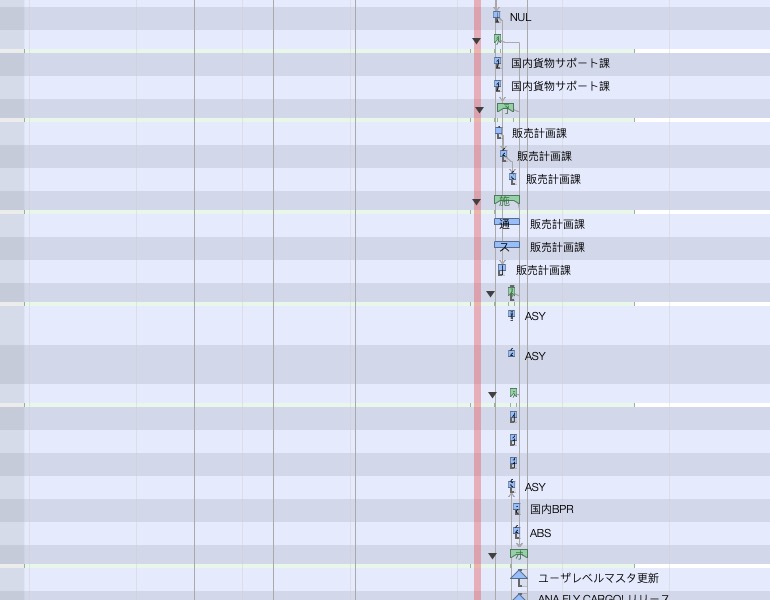 NUL
国内貨物サポート課
国内貨物サポート課
販売計画課
販売計画課
販売計画課
施
通 販売計画課
ス 販売計画課
販売計画課
ASY
ASY
ASY
国内BPR
ABS
ユーザレベルマスタ更新
ANA FLY CARGO!リリース